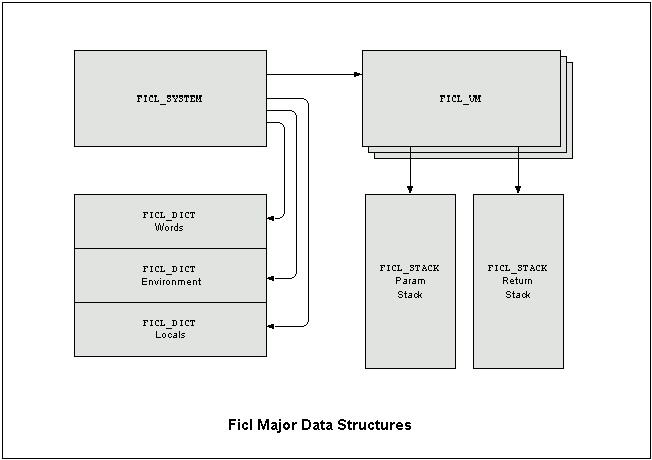 FICL_SYSTEM
FICL_VM
FICL_DICT
Words
FICL_DICT
Environment
FICL_DICT
Locals
FICL_STACK
Param
Stack
FICL_STACK
Return
Stack
Ficl Major Data Structures